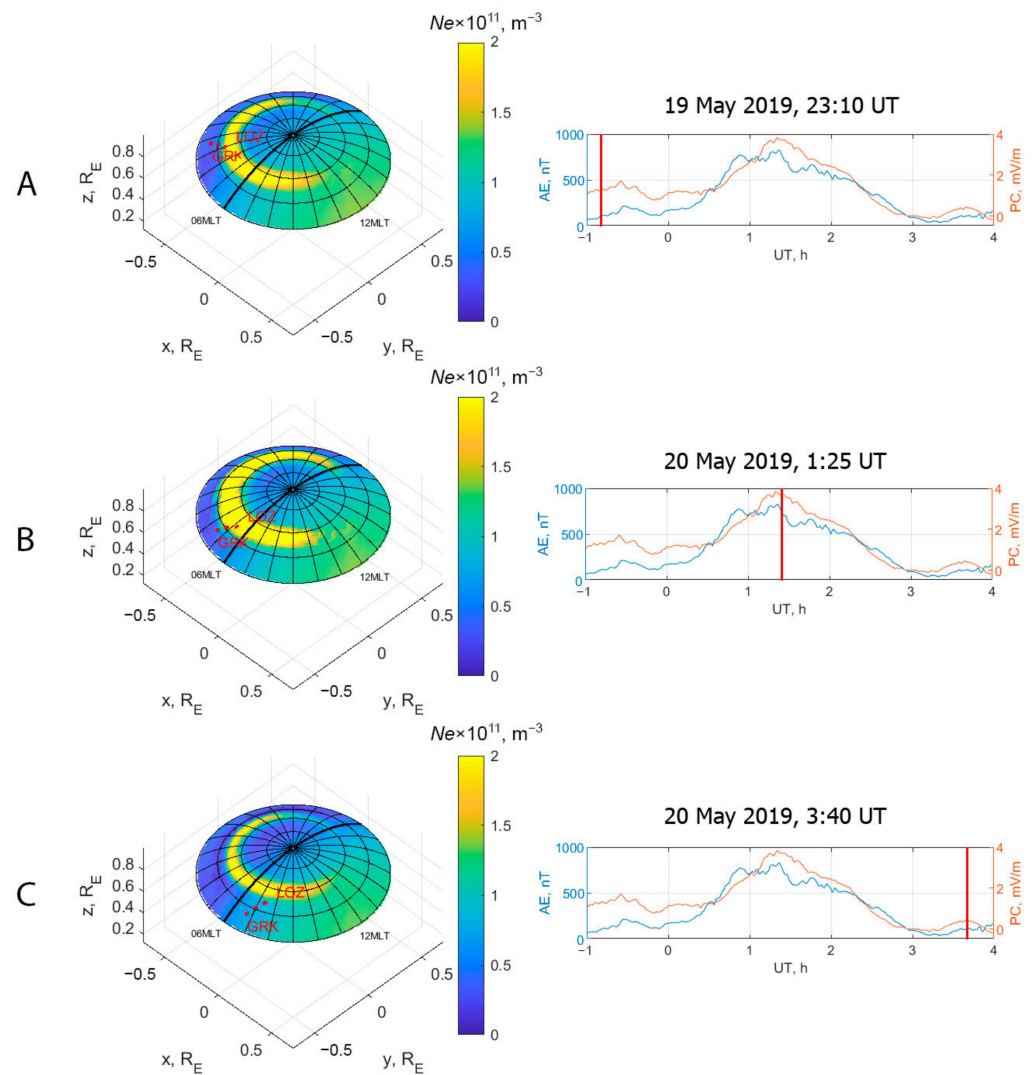 A
Ne×10¹¹, m⁻³
2
1.5
1
0.5
0
LOZ
GRK
06MLT
12MLT
0.8
0.6
0.4
0.2
z, R_E
−0.5
0
0.5
x, R_E
−0.5
0
0.5
y, R_E
19 May 2019, 23:10 UT
1000
500
0
AE, nT
4
2
0
PC, mV/m
−1
0
1
2
3
4
UT, h
B
Ne×10¹¹, m⁻³
2
1.5
1
0.5
0
LOZ
GRK
06MLT
12MLT
0.8
0.6
0.4
0.2
z, R_E
−0.5
0
0.5
x, R_E
−0.5
0
0.5
y, R_E
20 May 2019, 1:25 UT
1000
500
0
AE, nT
4
2
0
PC, mV/m
−1
0
1
2
3
4
UT, h
C
Ne×10¹¹, m⁻³
2
1.5
1
0.5
0
LOZ
GRK
06MLT
12MLT
0.8
0.6
0.4
0.2
z, R_E
−0.5
0
0.5
x, R_E
−0.5
0
0.5
y, R_E
20 May 2019, 3:40 UT
1000
500
0
AE, nT
4
2
0
PC, mV/m
−1
0
1
2
3
4
UT, h